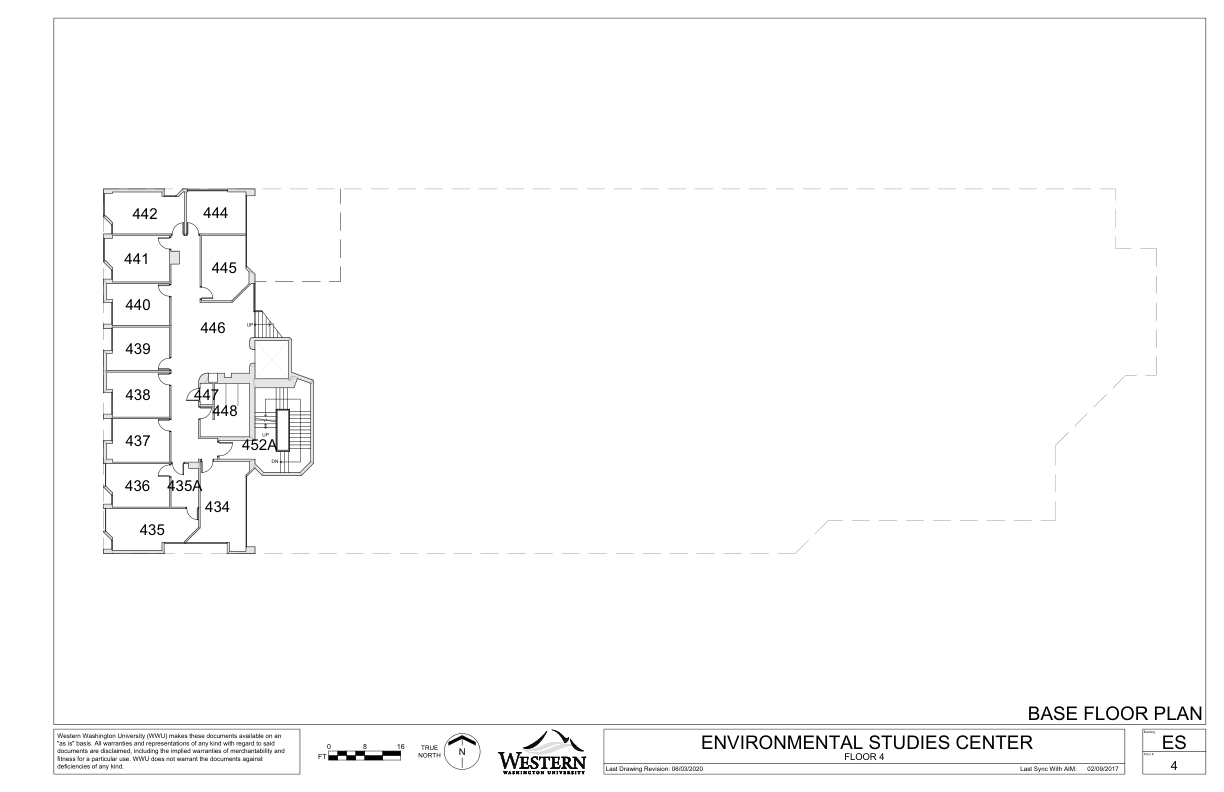 442
444
441
445
440
446
UP
439
447
438
448
UP
437
452A
DN
436
435A
434
435
BASE FLOOR PLAN
Western Washington University (WWU) makes these documents available on an
"as is" basis. All warranties and representations of any kind with regard to said
documents are disclaimed, including the implied warranties of merchantability and
fitness for a particular use. WWU does not warrant the documents against
deficiencies of any kind.
0 8 16
FT
TRUE
NORTH
N
WESTERN
WASHINGTON UNIVERSITY
ENVIRONMENTAL STUDIES CENTER
FLOOR 4
Last Drawing Revision: 06/03/2020
Last Sync With AIM: 02/09/2017
Building
ES
4